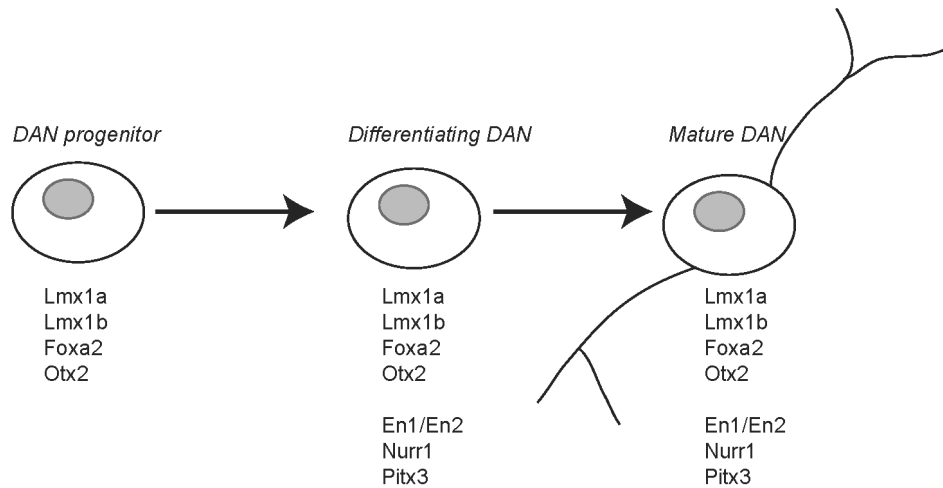 DAN progenitor
Lmx1a
Lmx1b
Foxa2
Otx2
Differentiating DAN
Lmx1a
Lmx1b
Foxa2
Otx2
En1/En2
Nurr1
Pitx3
Mature DAN
Lmx1a
Lmx1b
Foxa2
Otx2
En1/En2
Nurr1
Pitx3